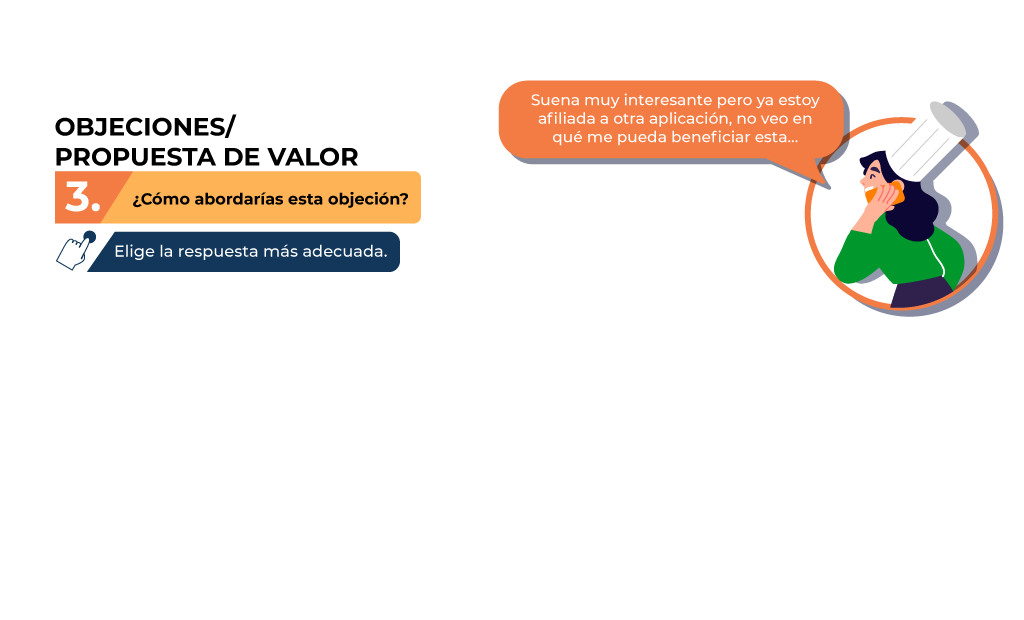 OBJECIONES/
PROPUESTA DE VALOR
3.
¿Cómo abordarías esta objeción?
Elige la respuesta más adecuada.
Suena muy interesante pero ya estoy
afiliada a otra aplicación, no veo en
qué me pueda beneficiar esta...